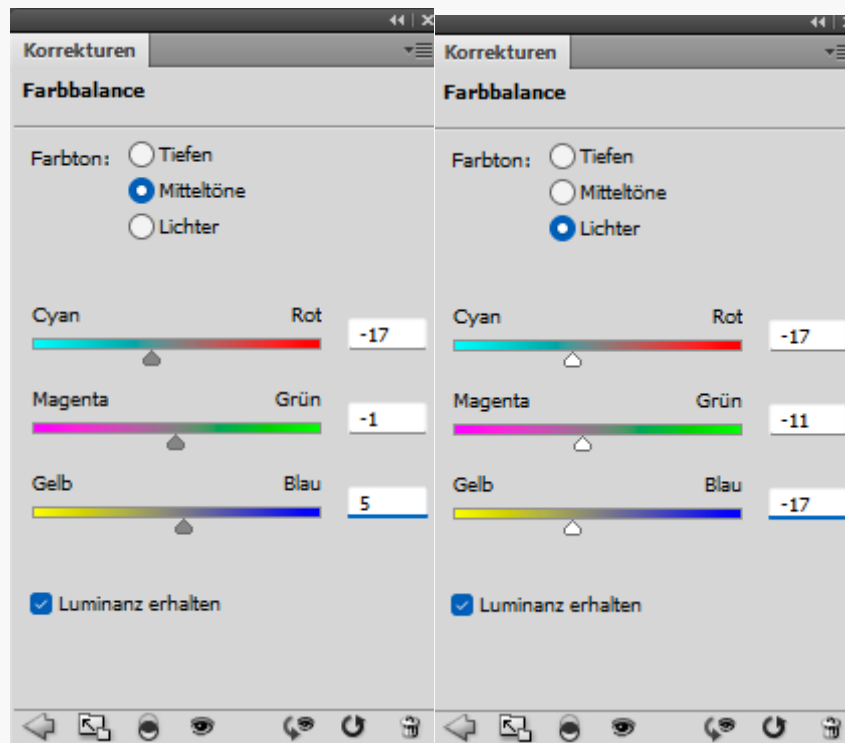 Korrekturen
Farbbalance
Farbton:
Tiefen
Mitteltöne
Lichter
Cyan Rot -17
Magenta Grün -1
Gelb Blau 5
Luminanz erhalten
Korrekturen
Farbbalance
Farbton:
Tiefen
Mitteltöne
Lichter
Cyan Rot -17
Magenta Grün -11
Gelb Blau -17
Luminanz erhalten